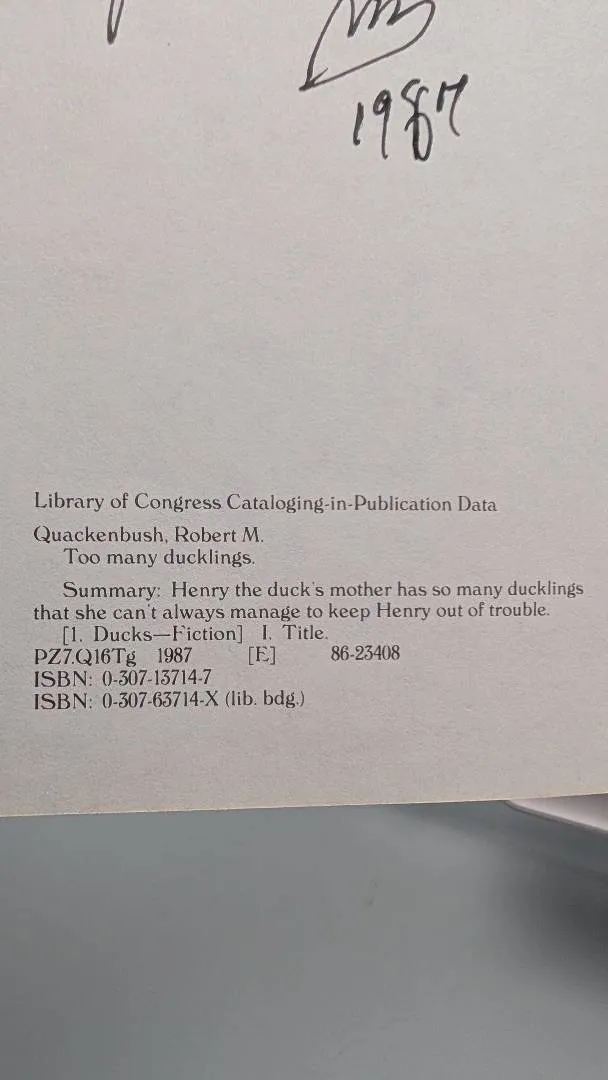 1987
Library of Congress Cataloging-in-Publication Data
Quackenbush, Robert M.
Too many ducklings.
Summary: Henry the duck's mother has so many ducklings
that she can't always manage to keep Henry out of trouble.
[1. Ducks—Fiction] I. Title.
PZ7.Q16Tg 1987 [E] 86-23408
ISBN: 0-307-13714-7
ISBN: 0-307-63714-X (lib. bdg.)